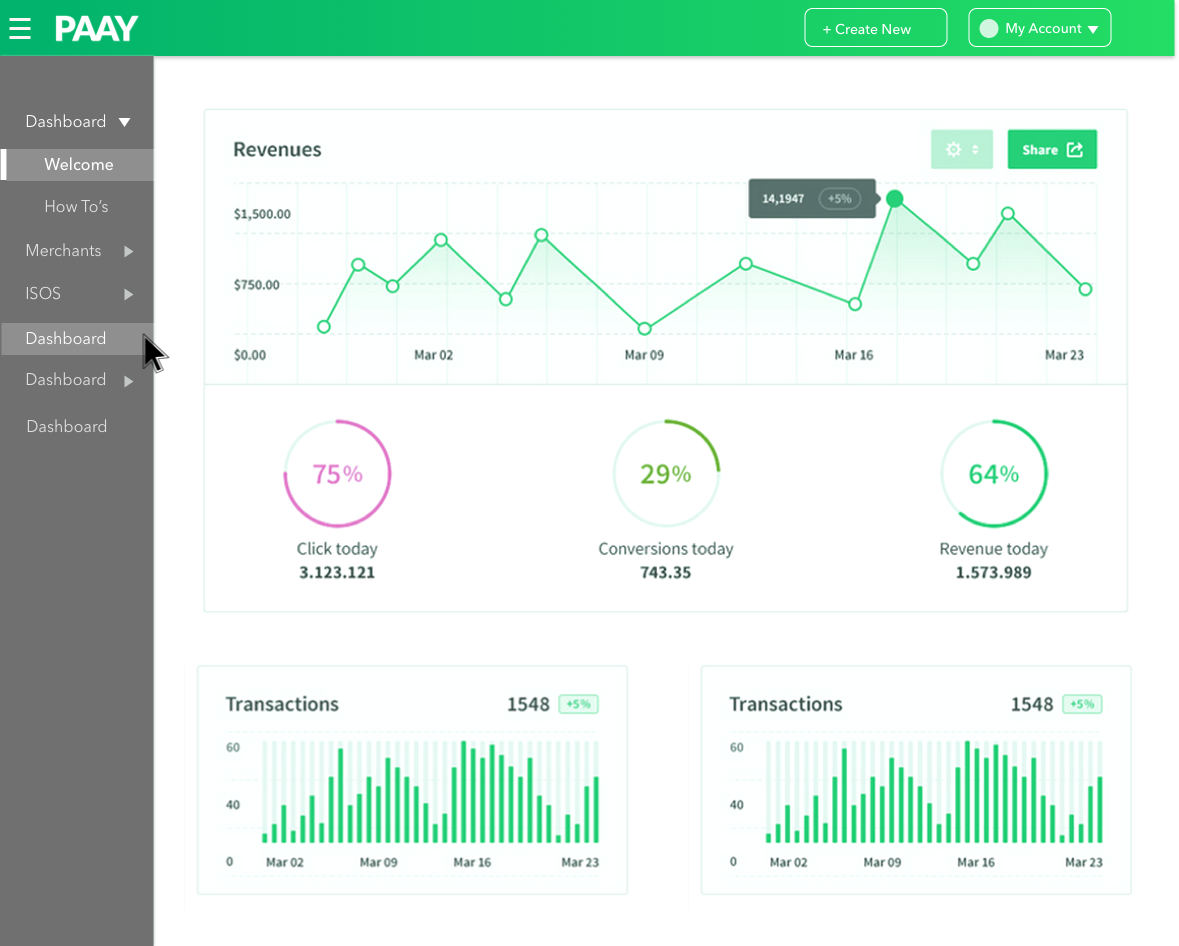 PAAY
+ Create New
My Account
Dashboard
Welcome
How To's
Merchants
ISOS
Dashboard
Dashboard
Dashboard
Revenues
Share
14,1947 +5%
$1,500.00
$750.00
$0.00 Mar 02 Mar 09 Mar 16 Mar 23
75% 29% 64%
Click today Conversions today Revenue today
3.123.121 743.35 1.573.989
Transactions 1548 +5%
60
40
0 Mar 02 Mar 09 Mar 16 Mar 23
Transactions 1548 +5%
60
40
0 Mar 02 Mar 09 Mar 16 Mar 23